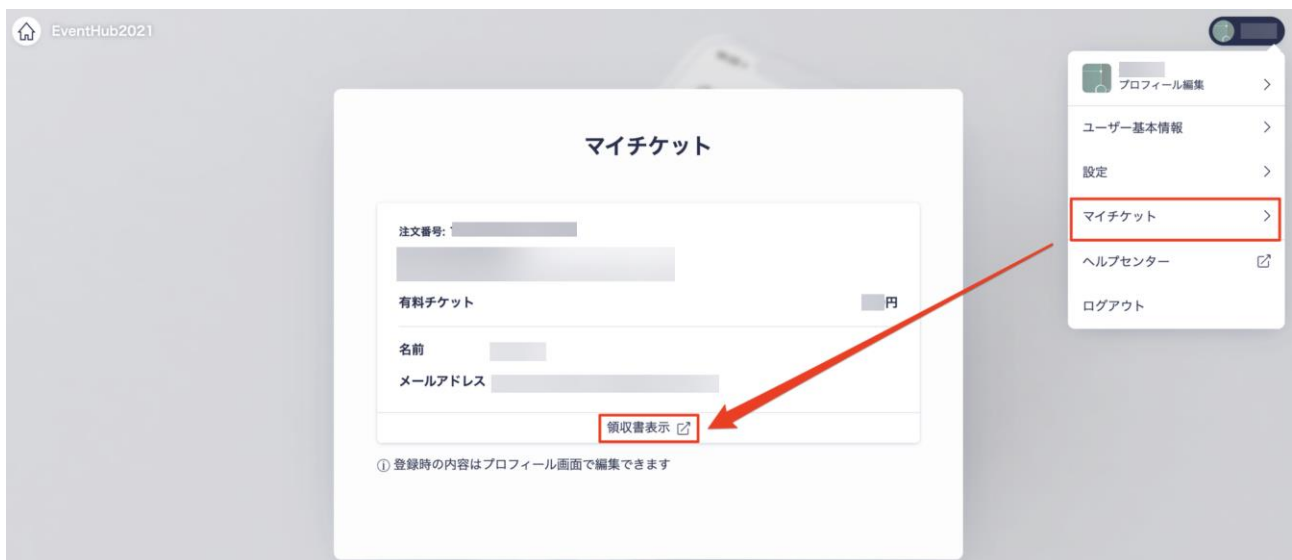 EventHub2021
プロフィール編集
ユーザー基本情報
設定
マイチケット
ヘルプセンター
ログアウト
マイチケット
注文番号:
有料チケット
円
名前
メールアドレス
領収書表示
登録時の内容はプロフィール画面で編集できます